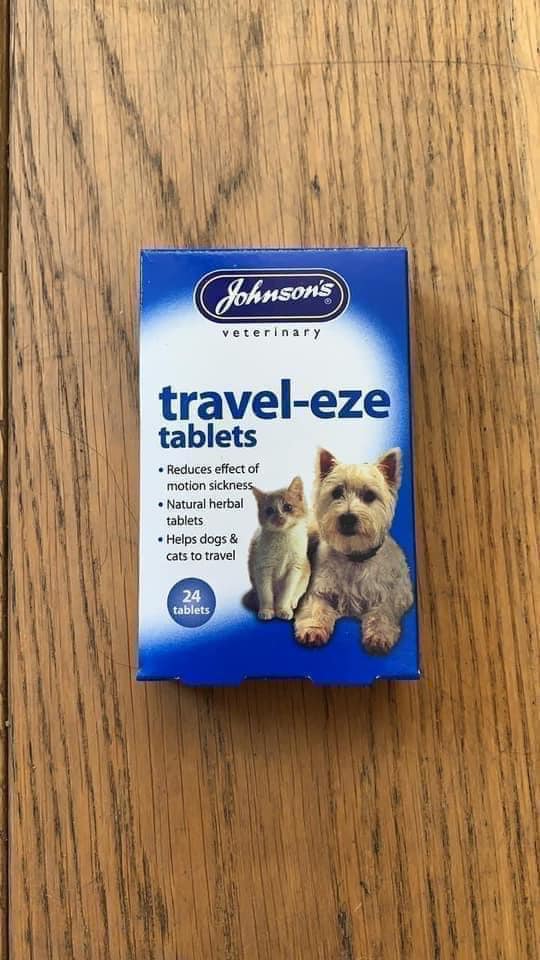 Johnson's®
veterinary
travel-eze
tablets
• Reduces effect of
motion sickness
• Natural herbal
tablets
• Helps dogs &
cats to travel
24
tablets